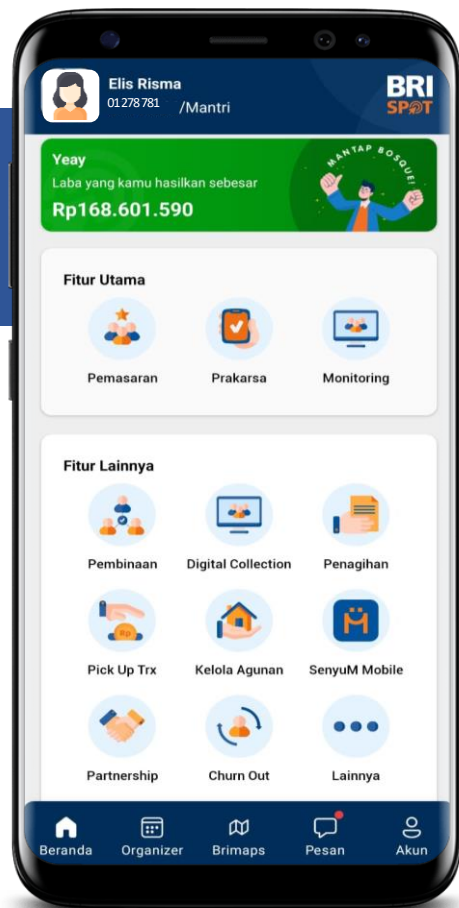 Elis Risma
01278781 /Mantri
BRI
SPOT
Yeay
Laba yang kamu hasilkan sebesar
Rp168.601.590
MANTAP BOSQUE!
Fitur Utama
Pemasaran Prakarsa Monitoring
Fitur Lainnya
Pembinaan Digital Collection Penagihan
Rp
Pick Up Trx Kelola Agunan SenyuM Mobile
Partnership Churn Out Lainnya
Beranda Organizer Brimaps Pesan Akun